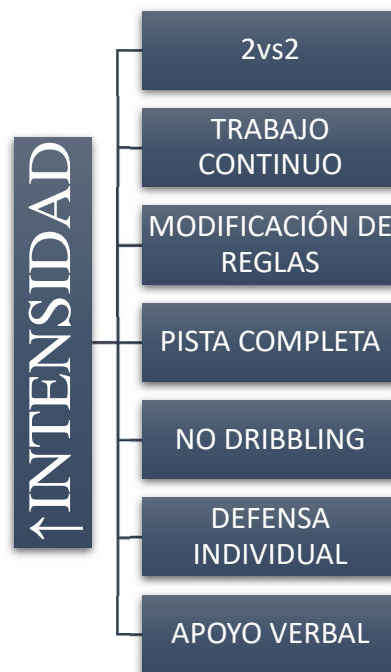 ↑INTENSIDAD
2vs2
TRABAJO
CONTINUO
MODIFICACIÓN DE
REGLAS
PISTA COMPLETA
NO DRIBBLING
DEFENSA
INDIVIDUAL
APOYO VERBAL